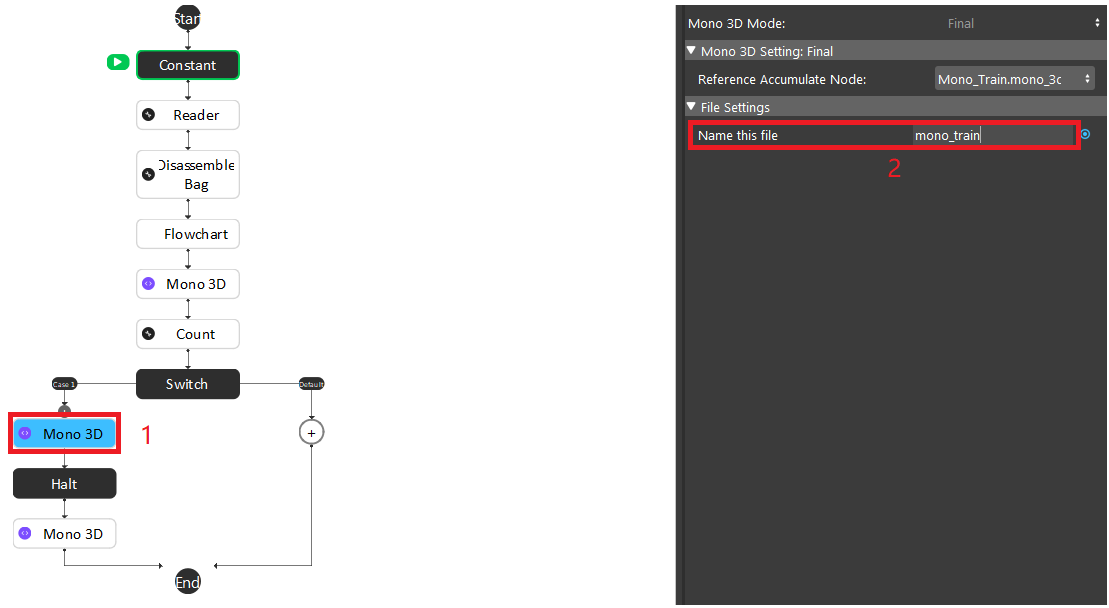 Start
Constant
Reader
Disassemble
Bag
Flowchart
Mono 3D
Count
Switch
Case 1
Default
Mono 3D
1
+
Halt
Mono 3D
End
Mono 3D Mode:
Final
Mono 3D Setting: Final
Reference Accumulate Node:
Mono_Train.mono_3c
File Settings
Name this file
mono_train
2